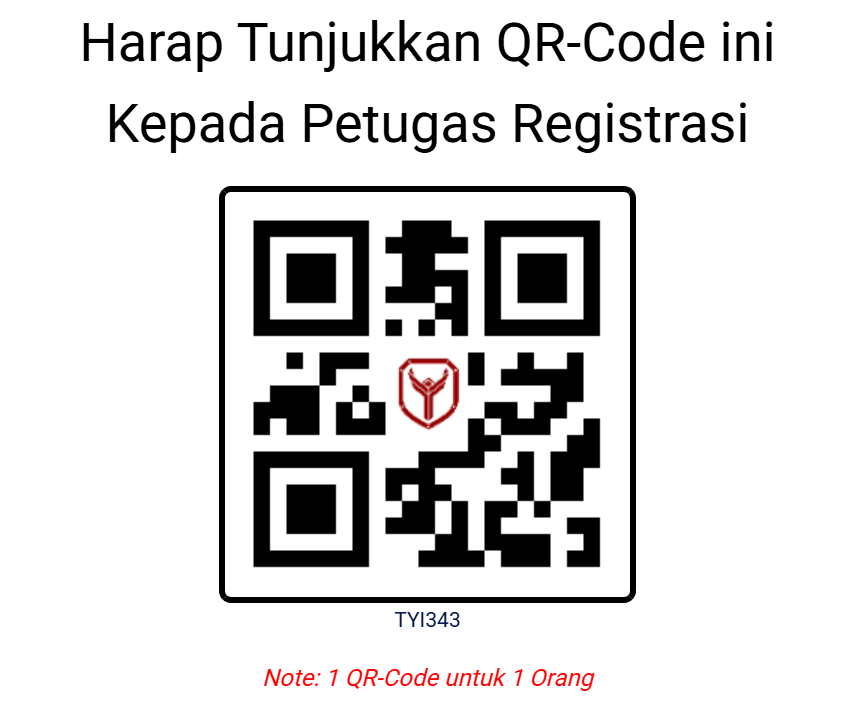 Harap Tunjukkan QR-Code ini
Kepada Petugas Registrasi
TYI343
Note: 1 QR-Code untuk 1 Orang